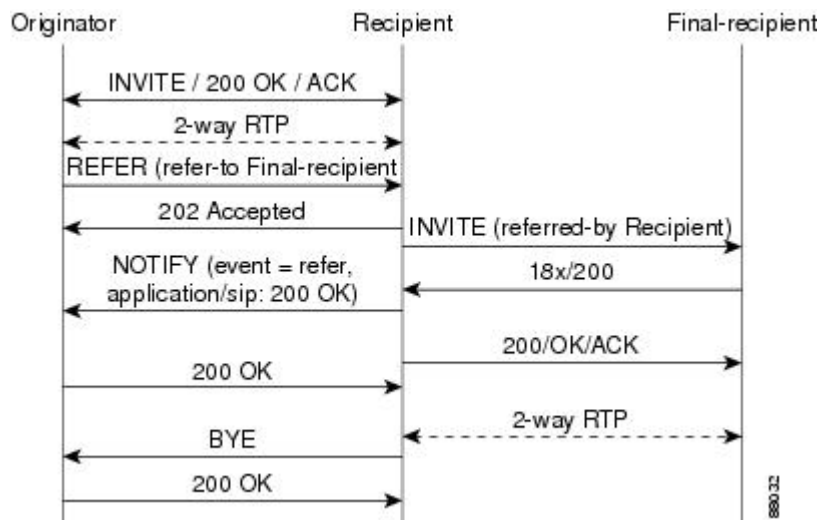 Originator
Recipient
Final-recipient
INVITE / 200 OK / ACK
2-way RTP
REFER (refer-to Final-recipient
202 Accepted
INVITE (referred-by Recipient)
NOTIFY (event = refer,
application/sip: 200 OK)
18x/200
200/OK/ACK
200 OK
2-way RTP
BYE
200 OK
88032